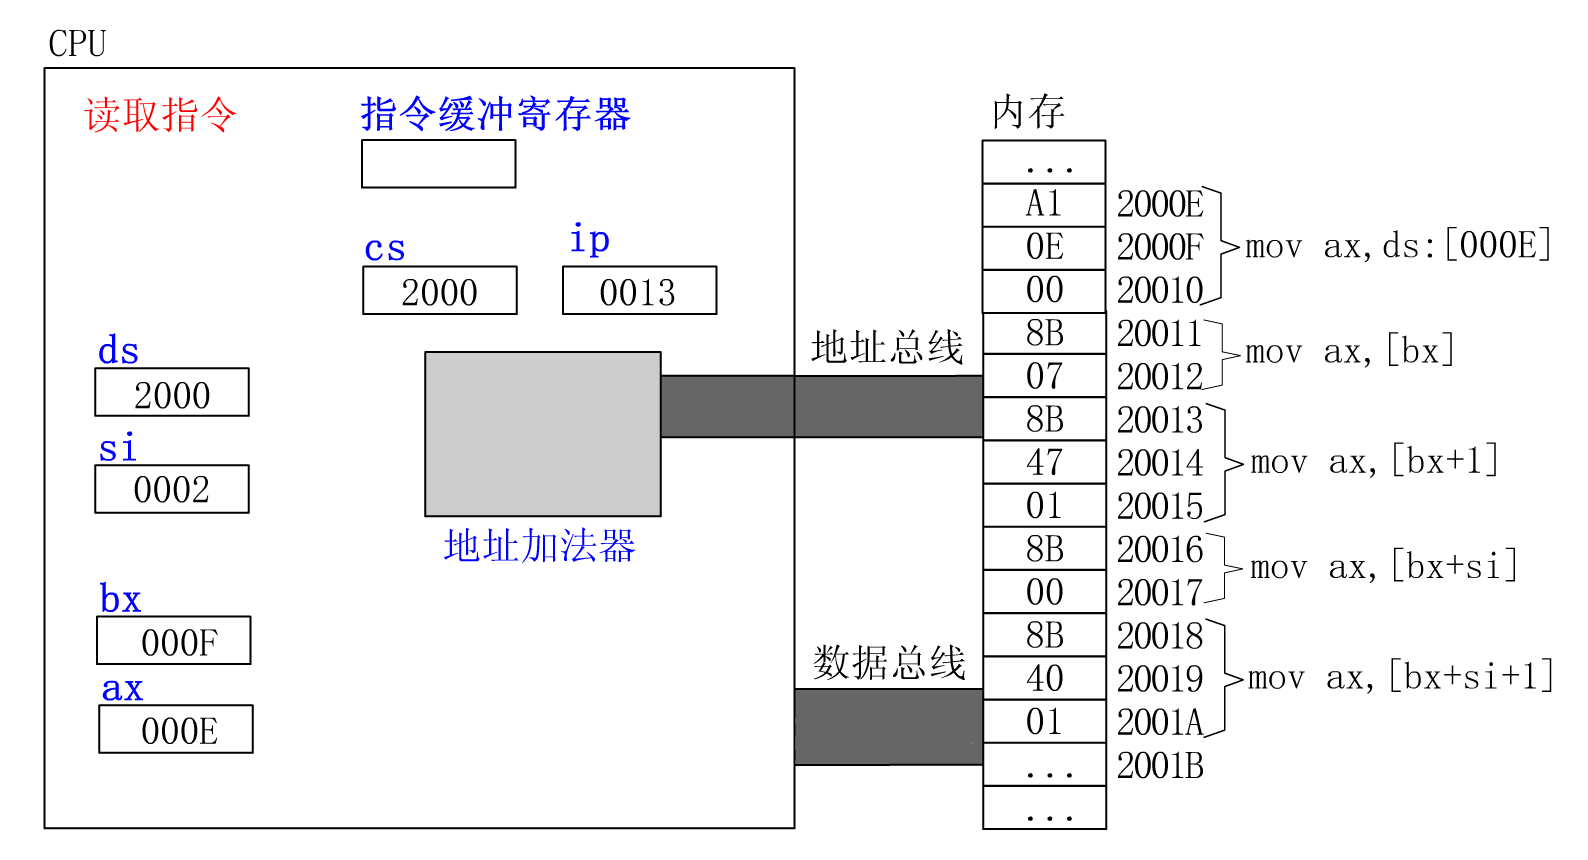 CPU
读取指令
指令缓冲寄存器
cs
2000
ip
0013
ds
2000
si
0002
地址加法器
bx
000F
ax
000E
地址总线
数据总线
内存
...
A1 2000E
0E 2000F
00 20010
8B 20011
07 20012
8B 20013
47 20014
01 20015
8B 20016
00 20017
8B 20018
40 20019
01 2001A
... 2001B
...
mov ax,ds:[000E]
mov ax,[bx]
mov ax,[bx+1]
mov ax,[bx+si]
mov ax,[bx+si+1]